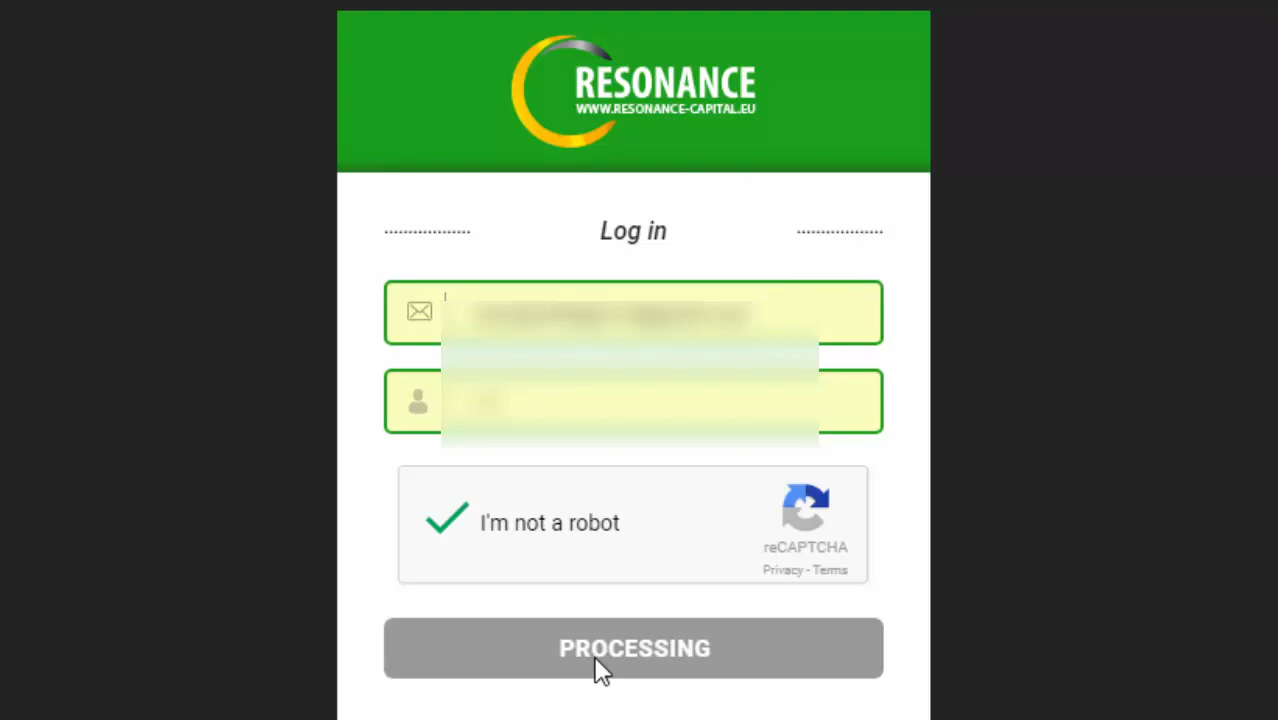 RESONANCE
WWW.RESONANCE-CAPITAL.EU
Log in
I'm not a robot
reCAPTCHA
Privacy - Terms
PROCESSING